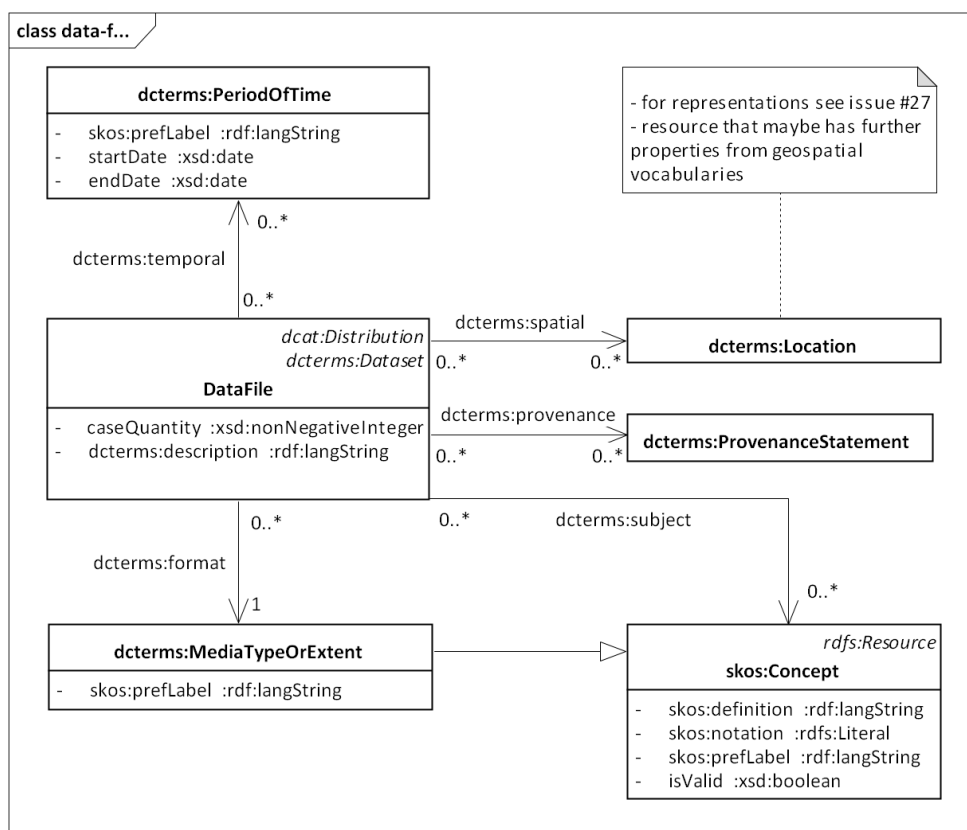 class data-f...
dcterms:PeriodOfTime
- skos:prefLabel :rdf:langString
- startDate :xsd:date
- endDate :xsd:date
- for representations see issue #27
- resource that maybe has further
properties from geospatial
vocabularies
0..*
dcterms:temporal
0..*
dcat:Distribution
dcterms:Dataset
DataFile
- caseQuantity :xsd:nonNegativeInteger
- dcterms:description :rdf:langString
dcterms:spatial
0..*
0..*
dcterms:Location
dcterms:provenance
0..*
0..*
dcterms:ProvenanceStatement
0..*
0..*
dcterms:subject
dcterms:format
0..*
1
dcterms:MediaTypeOrExtent
- skos:prefLabel :rdf:langString
rdfs:Resource
skos:Concept
- skos:definition :rdf:langString
- skos:notation :rdfs:Literal
- skos:prefLabel :rdf:langString
- isValid :xsd:boolean